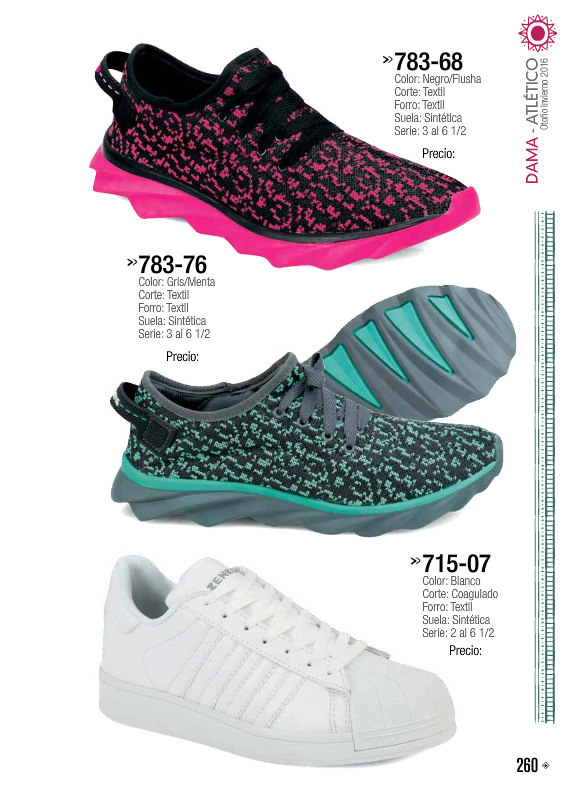 783-68
Color: Negro/Flusha
Corte: Textil
Forro: Textil
Suela: Sintética
Serie: 3 al 6 1/2
Precio:
DAMA - ATLÉTICO
Otoño Invierno 2016
783-76
Color: Gris/Menta
Corte: Textil
Forro: Textil
Suela: Sintética
Serie: 3 al 6 1/2
Precio:
715-07
Color: Blanco
Corte: Coagulado
Forro: Textil
Suela: Sintética
Serie: 2 al 6 1/2
Precio:
260